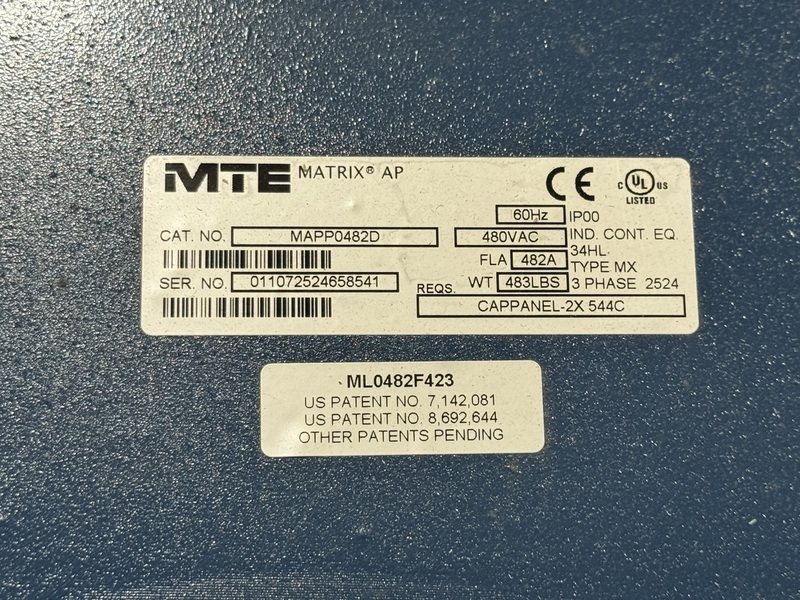 MTE MATRIX® AP
CE
C UL US
LISTED
60Hz IP00
CAT. NO. MAPP0482D 480VAC IND. CONT. EQ.
FLA 482A 34HL
TYPE MX
SER. NO. 011072524658541 WT 483LBS 3 PHASE 2524
REQS. CAPPANEL-2X 544C
ML0482F423
US PATENT NO. 7,142,081
US PATENT NO. 8,692,644
OTHER PATENTS PENDING